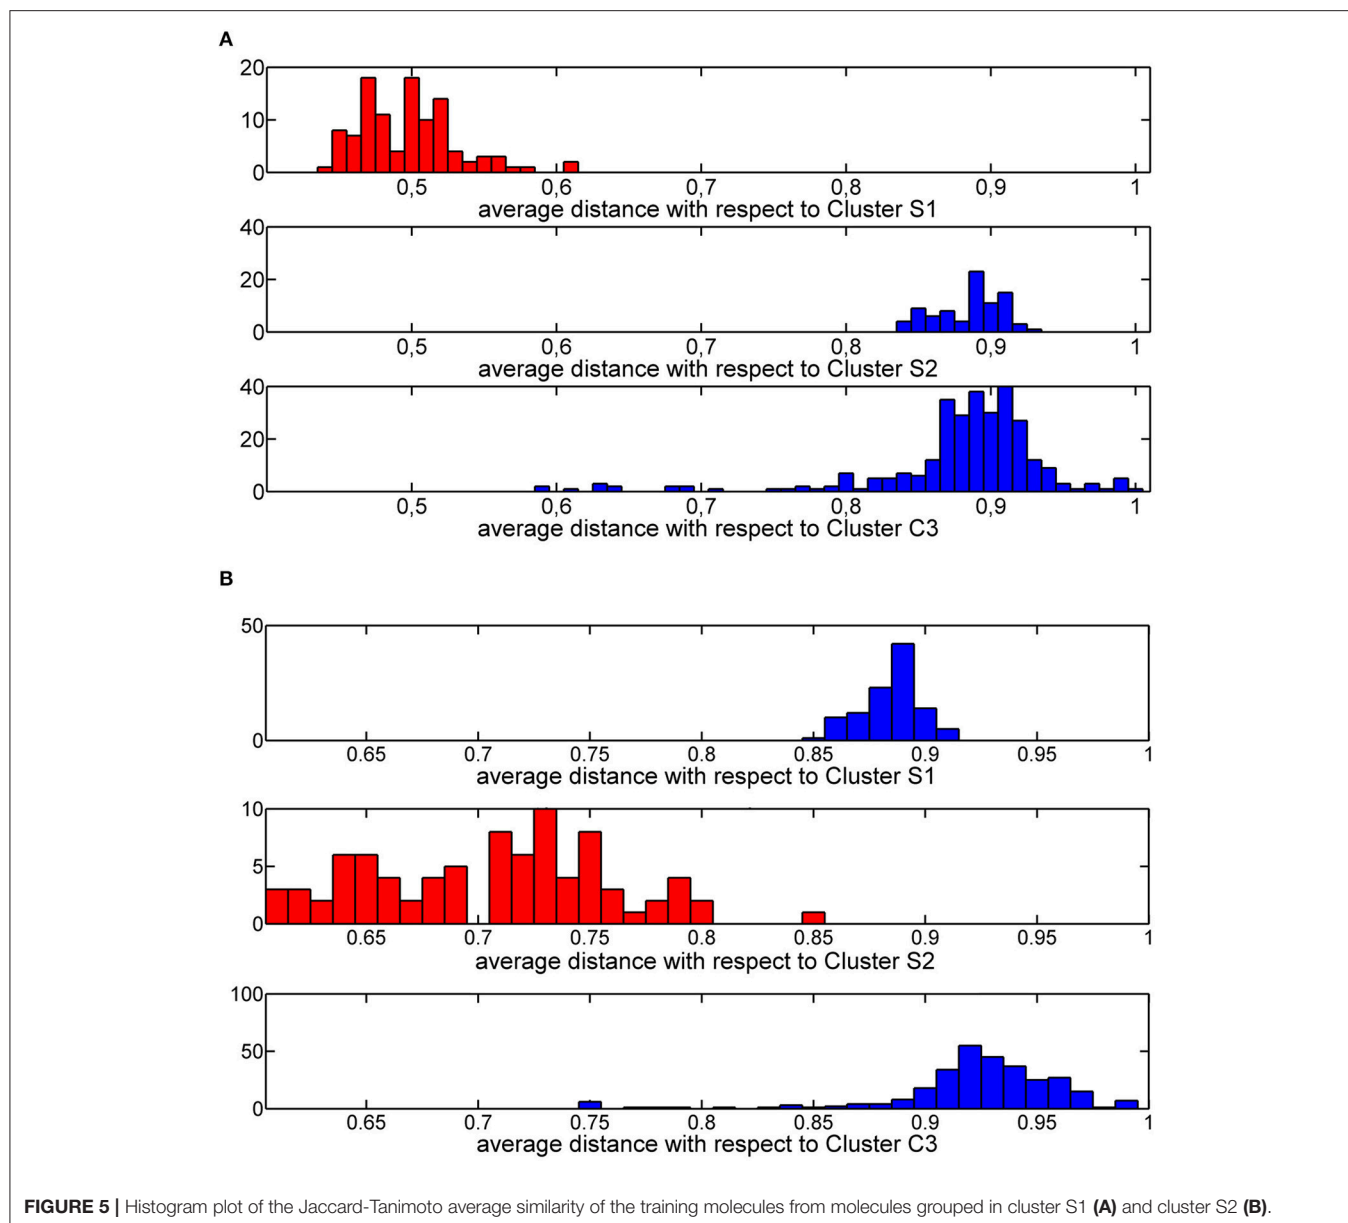 A
20
10
0
0,5 0,6 0,7 0,8 0,9 1
average distance with respect to Cluster S1
40
20
0
0,5 0,6 0,7 0,8 0,9 1
average distance with respect to Cluster S2
40
20
0
0,5 0,6 0,7 0,8 0,9 1
average distance with respect to Cluster C3
B
50
0
0.65 0.7 0.75 0.8 0.85 0.9 0.95 1
average distance with respect to Cluster S1
10
5
0
0.65 0.7 0.75 0.8 0.85 0.9 0.95 1
average distance with respect to Cluster S2
100
50
0
0.65 0.7 0.75 0.8 0.85 0.9 0.95 1
average distance with respect to Cluster C3
FIGURE 5 | Histogram plot of the Jaccard-Tanimoto average similarity of the training molecules from molecules grouped in cluster S1 (A) and cluster S2 (B).